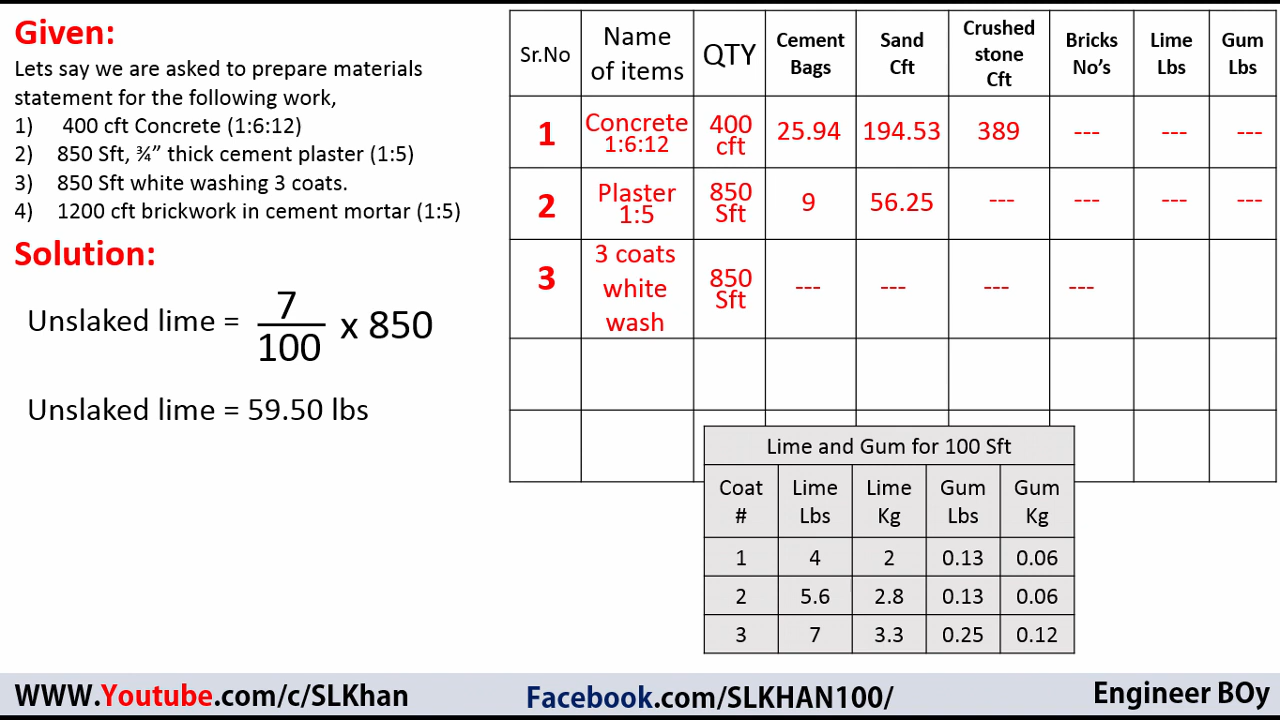 Given:
Lets say we are asked to prepare materials
statement for the following work,
1) 400 cft Concrete (1:6:12)
2) 850 Sft, ¾” thick cement plaster (1:5)
3) 850 Sft white washing 3 coats.
4) 1200 cft brickwork in cement mortar (1:5)
Solution:
Unslaked lime = 7/100 x 850
Unslaked lime = 59.50 lbs
Sr.No Name of items QTY Cement Bags Sand Cft Crushed stone Cft Bricks No’s Lime Lbs Gum Lbs
1 Concrete 1:6:12 400 cft 25.94 194.53 389 --- --- ---
2 Plaster 1:5 850 Sft 9 56.25 --- --- --- ---
3 3 coats white wash 850 Sft --- --- --- ---
Lime and Gum for 100 Sft
Coat # Lime Lbs Lime Kg Gum Lbs Gum Kg
1 4 2 0.13 0.06
2 5.6 2.8 0.13 0.06
3 7 3.3 0.25 0.12
WWW.Youtube.com/c/SLKhan
Facebook.com/SLKHAN100/
Engineer BOy